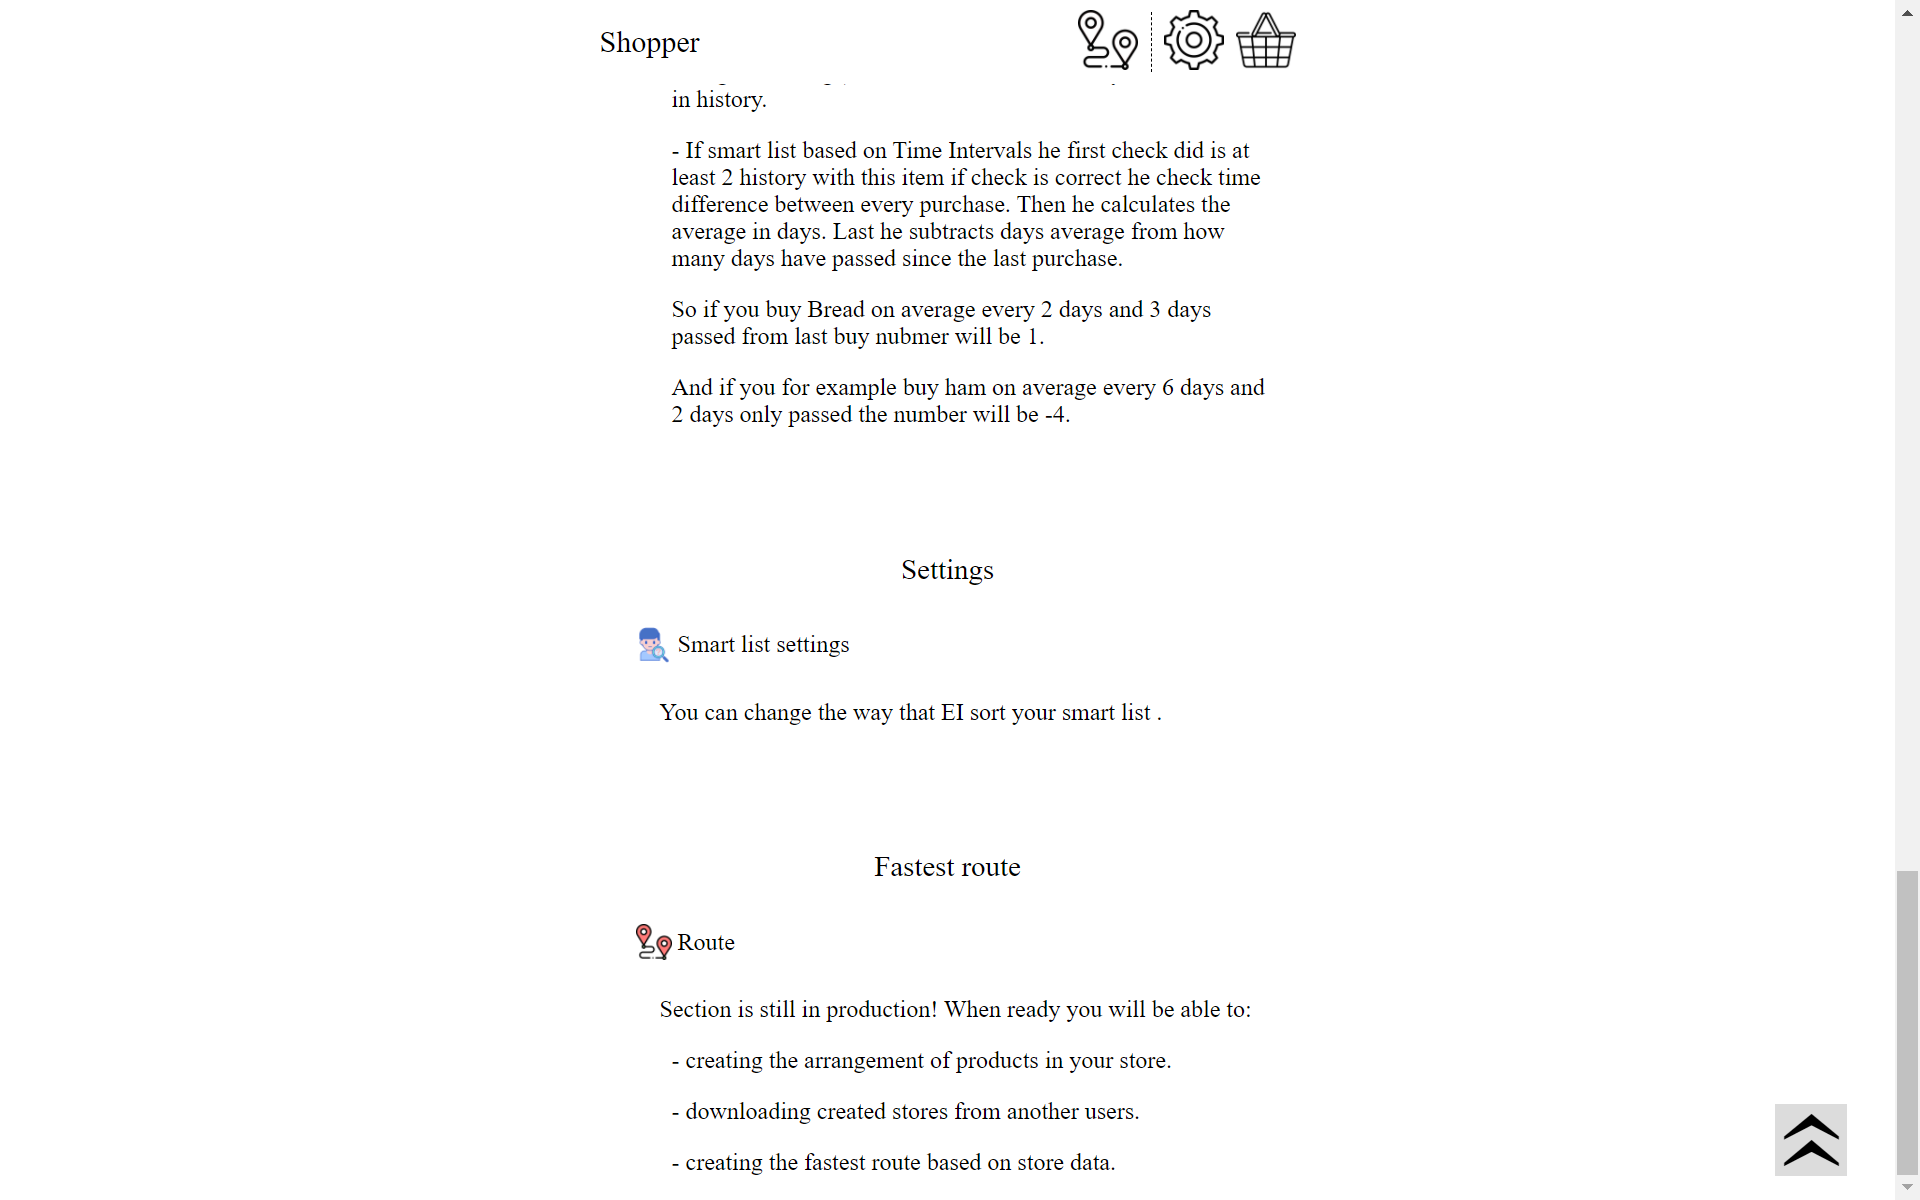 Shopper
in history.
- If smart list based on Time Intervals he first check did is at
least 2 history with this item if check is correct he check time
difference between every purchase. Then he calculates the
average in days. Last he subtracts days average from how
many days have passed since the last purchase.
So if you buy Bread on average every 2 days and 3 days
passed from last buy nubmer will be 1.
And if you for example buy ham on average every 6 days and
2 days only passed the number will be -4.
Settings
Smart list settings
You can change the way that EI sort your smart list .
Fastest route
Route
Section is still in production! When ready you will be able to:
- creating the arrangement of products in your store.
- downloading created stores from another users.
- creating the fastest route based on store data.